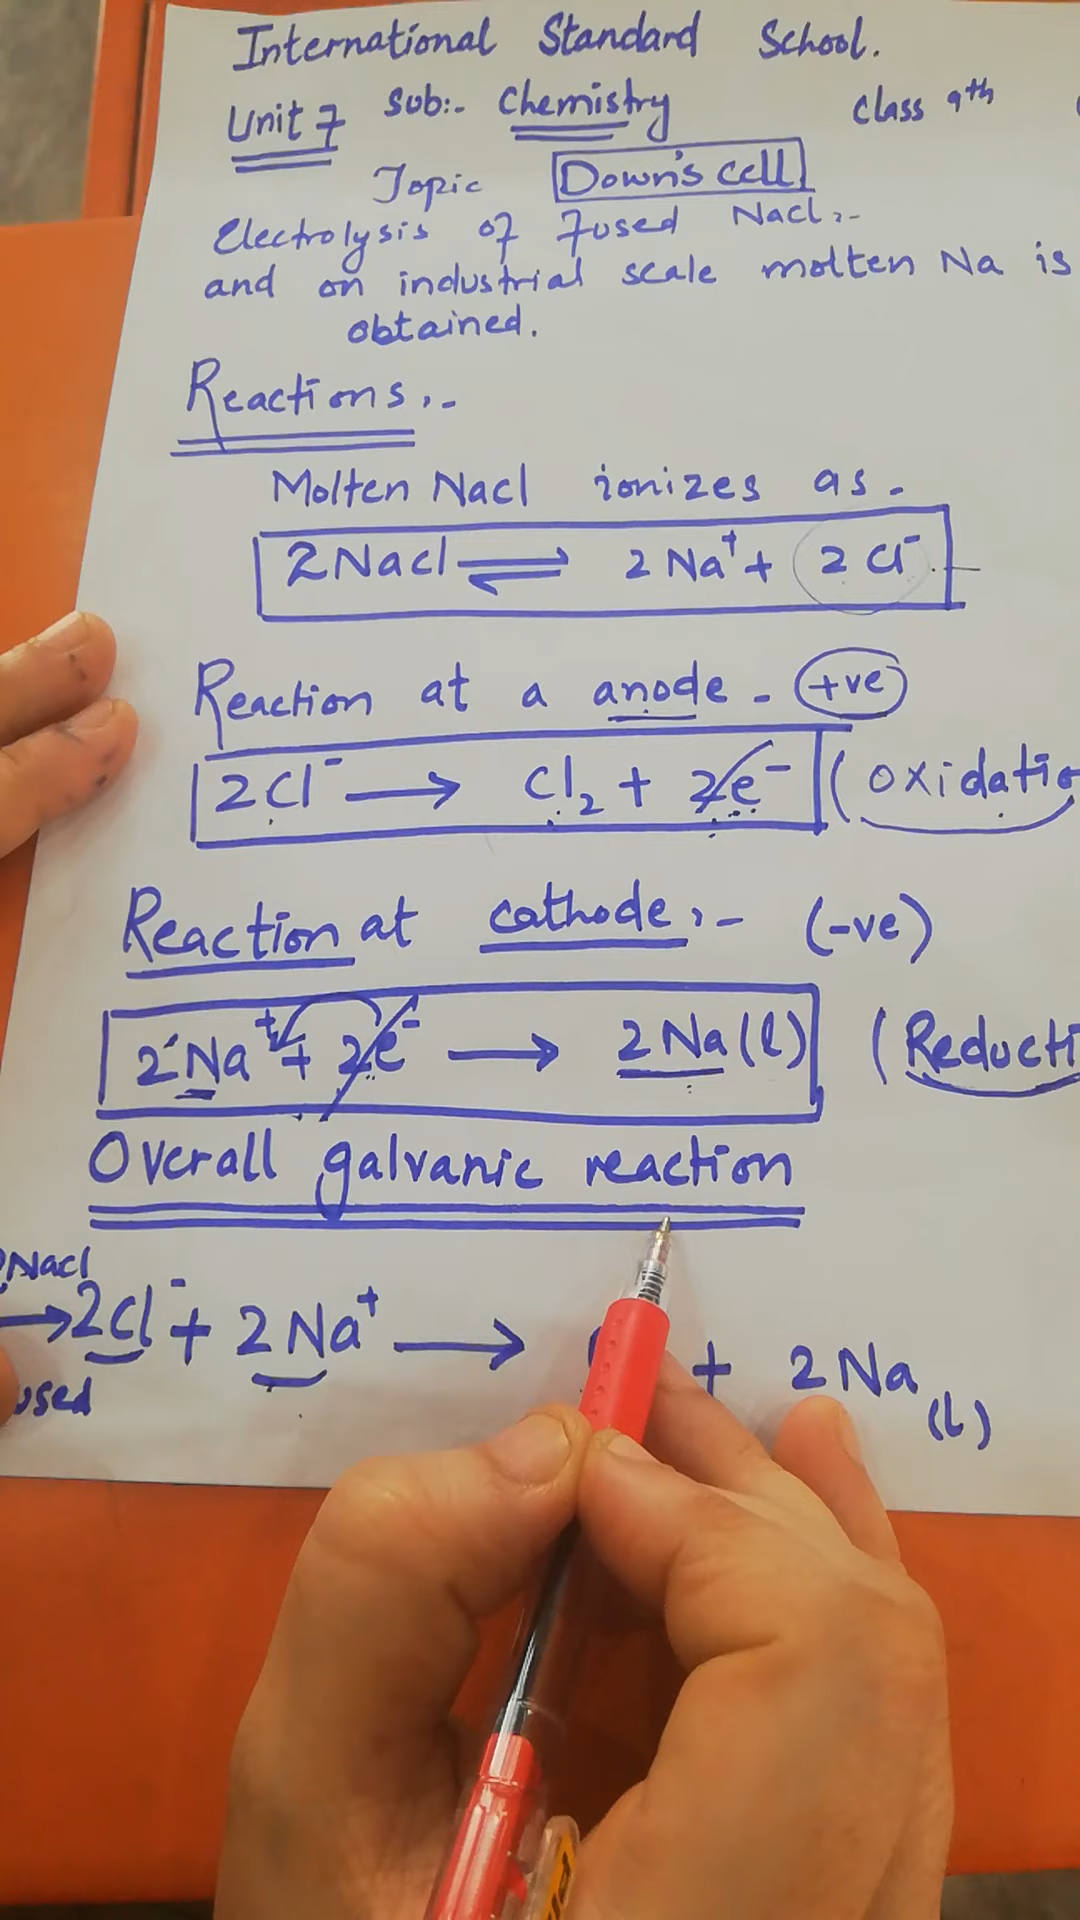 International Standard School.
Unit 7 Sub:- Chemistry Class 9th
Topic Down's cell
Electrolysis of fused Nacl:-
and on industrial scale molten Na is
obtained.
Reactions:-
Molten Nacl ionizes as.
2Nacl ⇌ 2Na⁺ + 2Cl⁻
Reaction at a anode - +ve
2Cl⁻ → Cl₂ + 2e⁻ (Oxidatio
Reaction at cathode:- (-ve)
2Na⁺ + 2e⁻ → 2Na(l) (Reducti
Overall galvanic reaction
Nacl
→ 2Cl⁻ + 2Na⁺ → + 2Na(l)
used